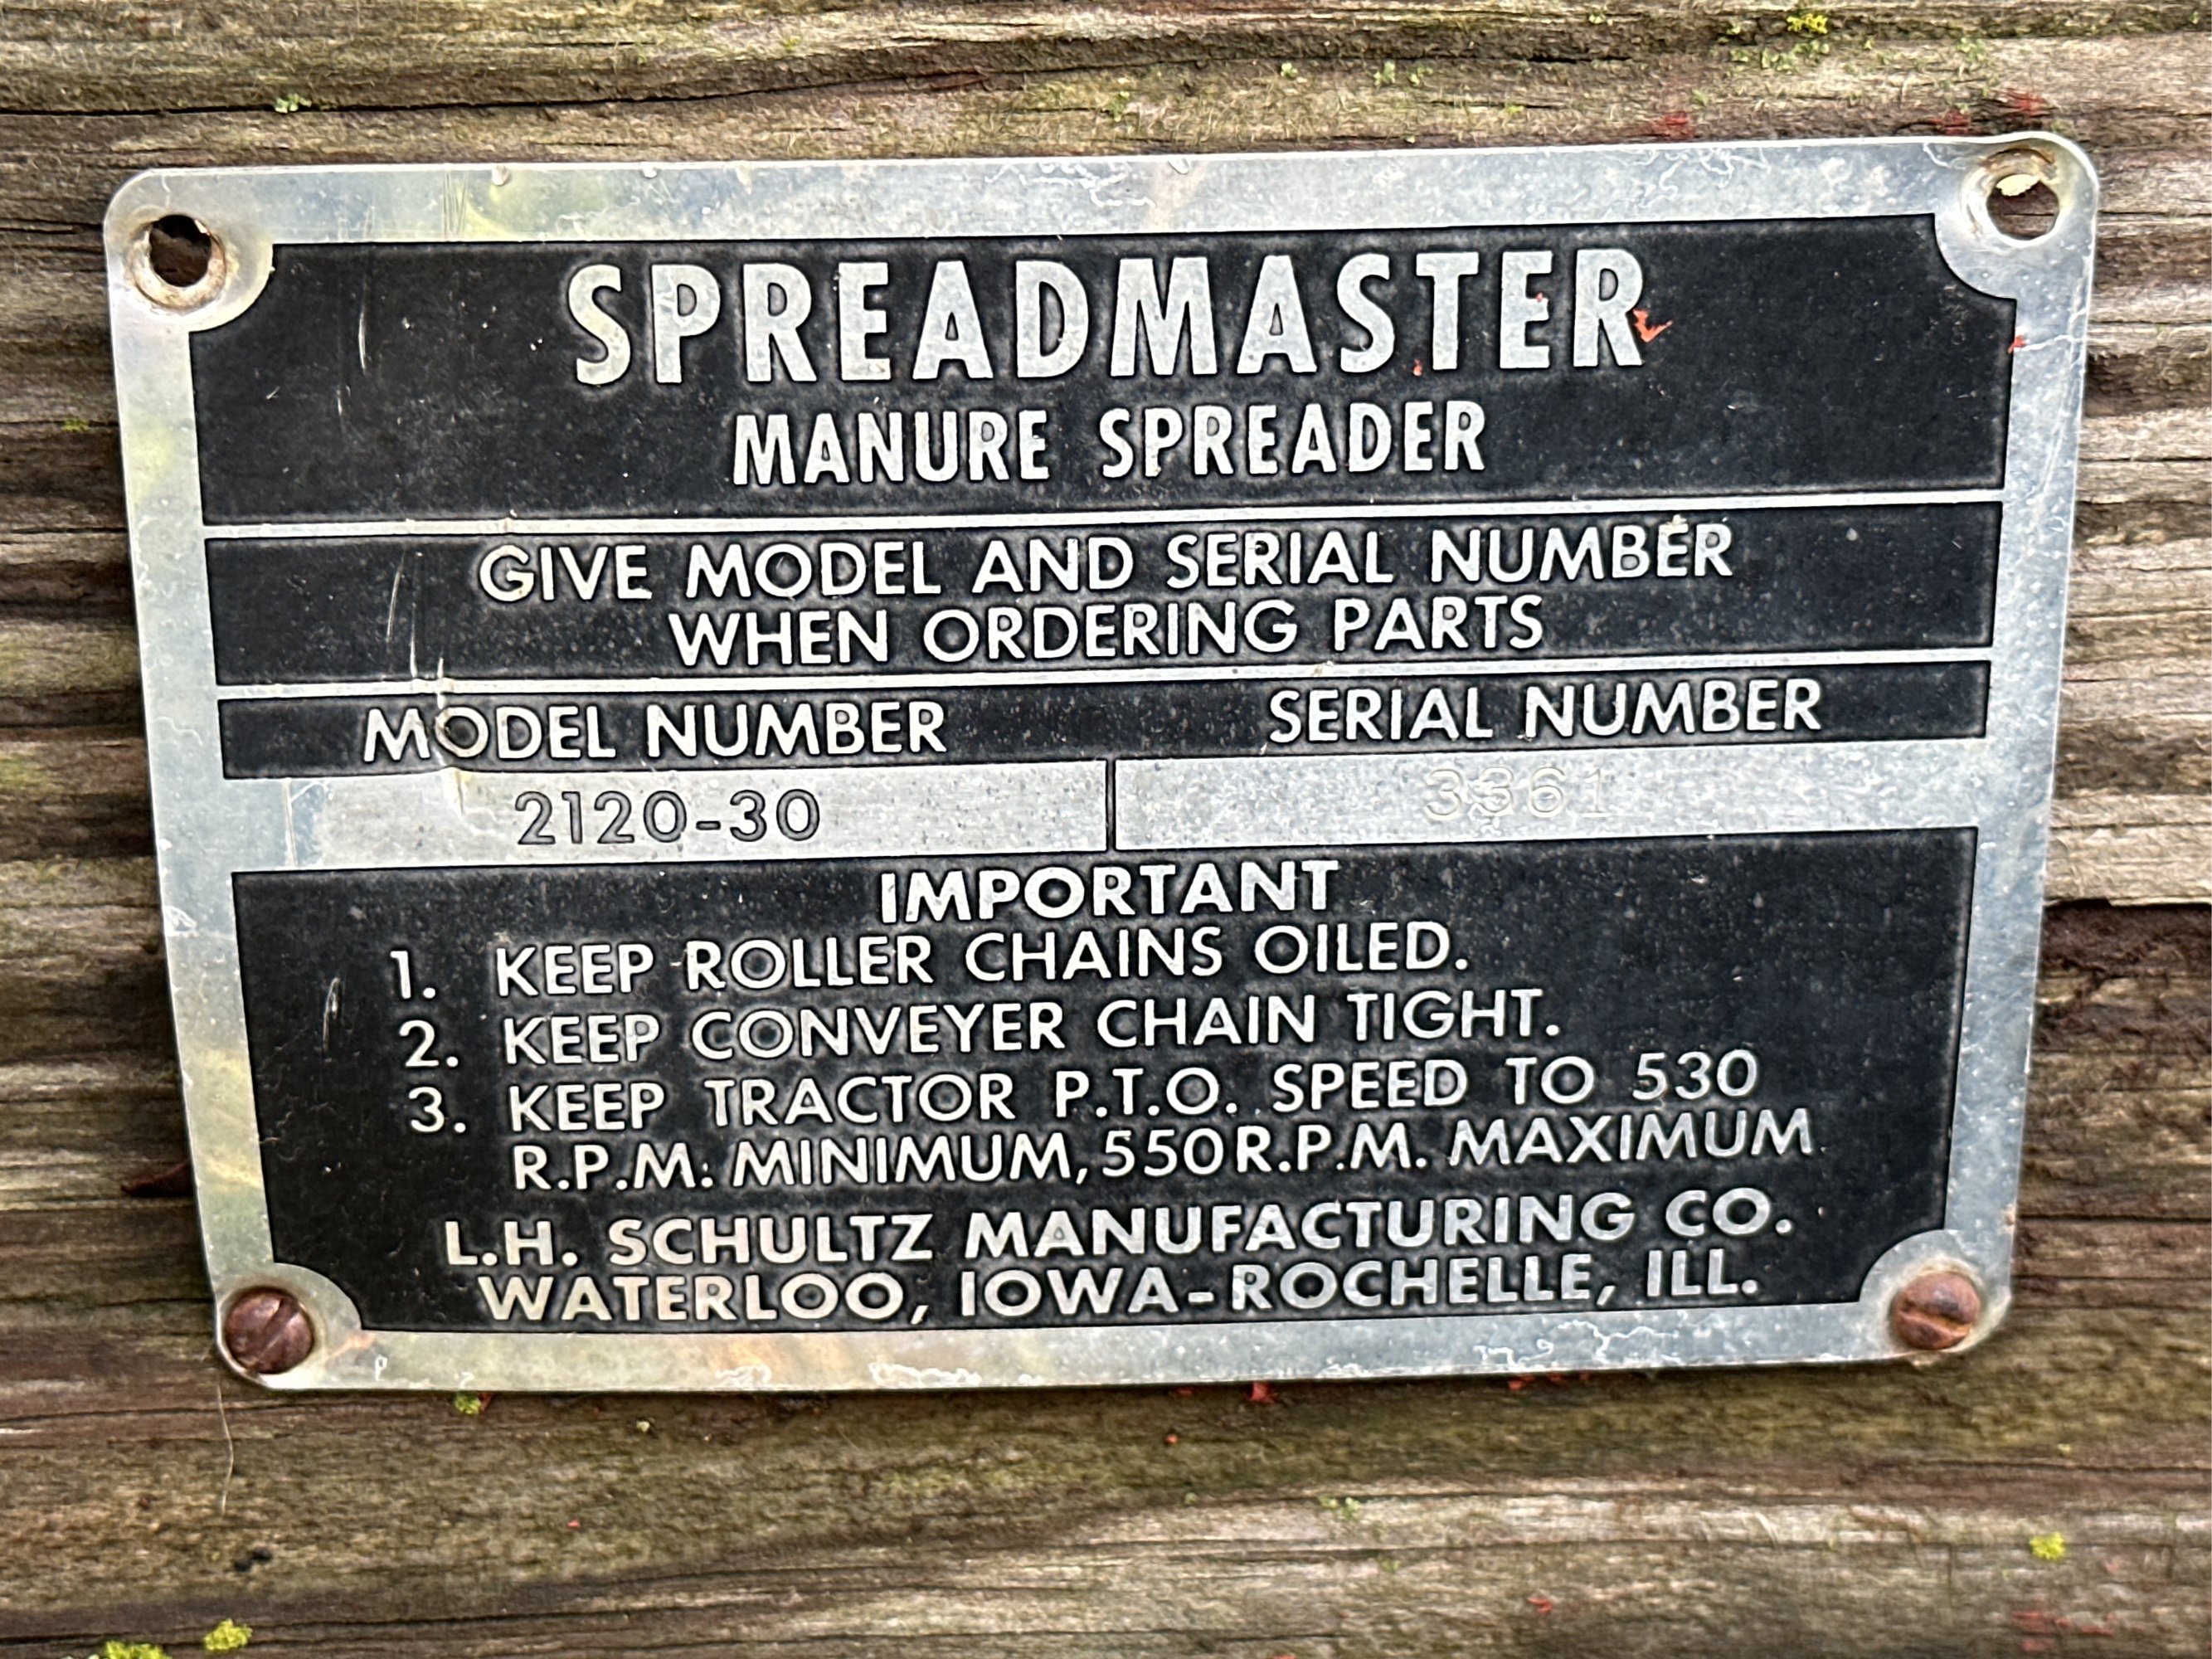 SPREADMASTER
MANURE SPREADER
GIVE MODEL AND SERIAL NUMBER
WHEN ORDERING PARTS
MODEL NUMBER SERIAL NUMBER
2120-30 3361
IMPORTANT
1. KEEP ROLLER CHAINS OILED.
2. KEEP CONVEYER CHAIN TIGHT.
3. KEEP TRACTOR P.T.O. SPEED TO 530
R.P.M. MINIMUM, 550 R.P.M. MAXIMUM
L.H. SCHULTZ MANUFACTURING CO.
WATERLOO, IOWA-ROCHELLE, ILL.